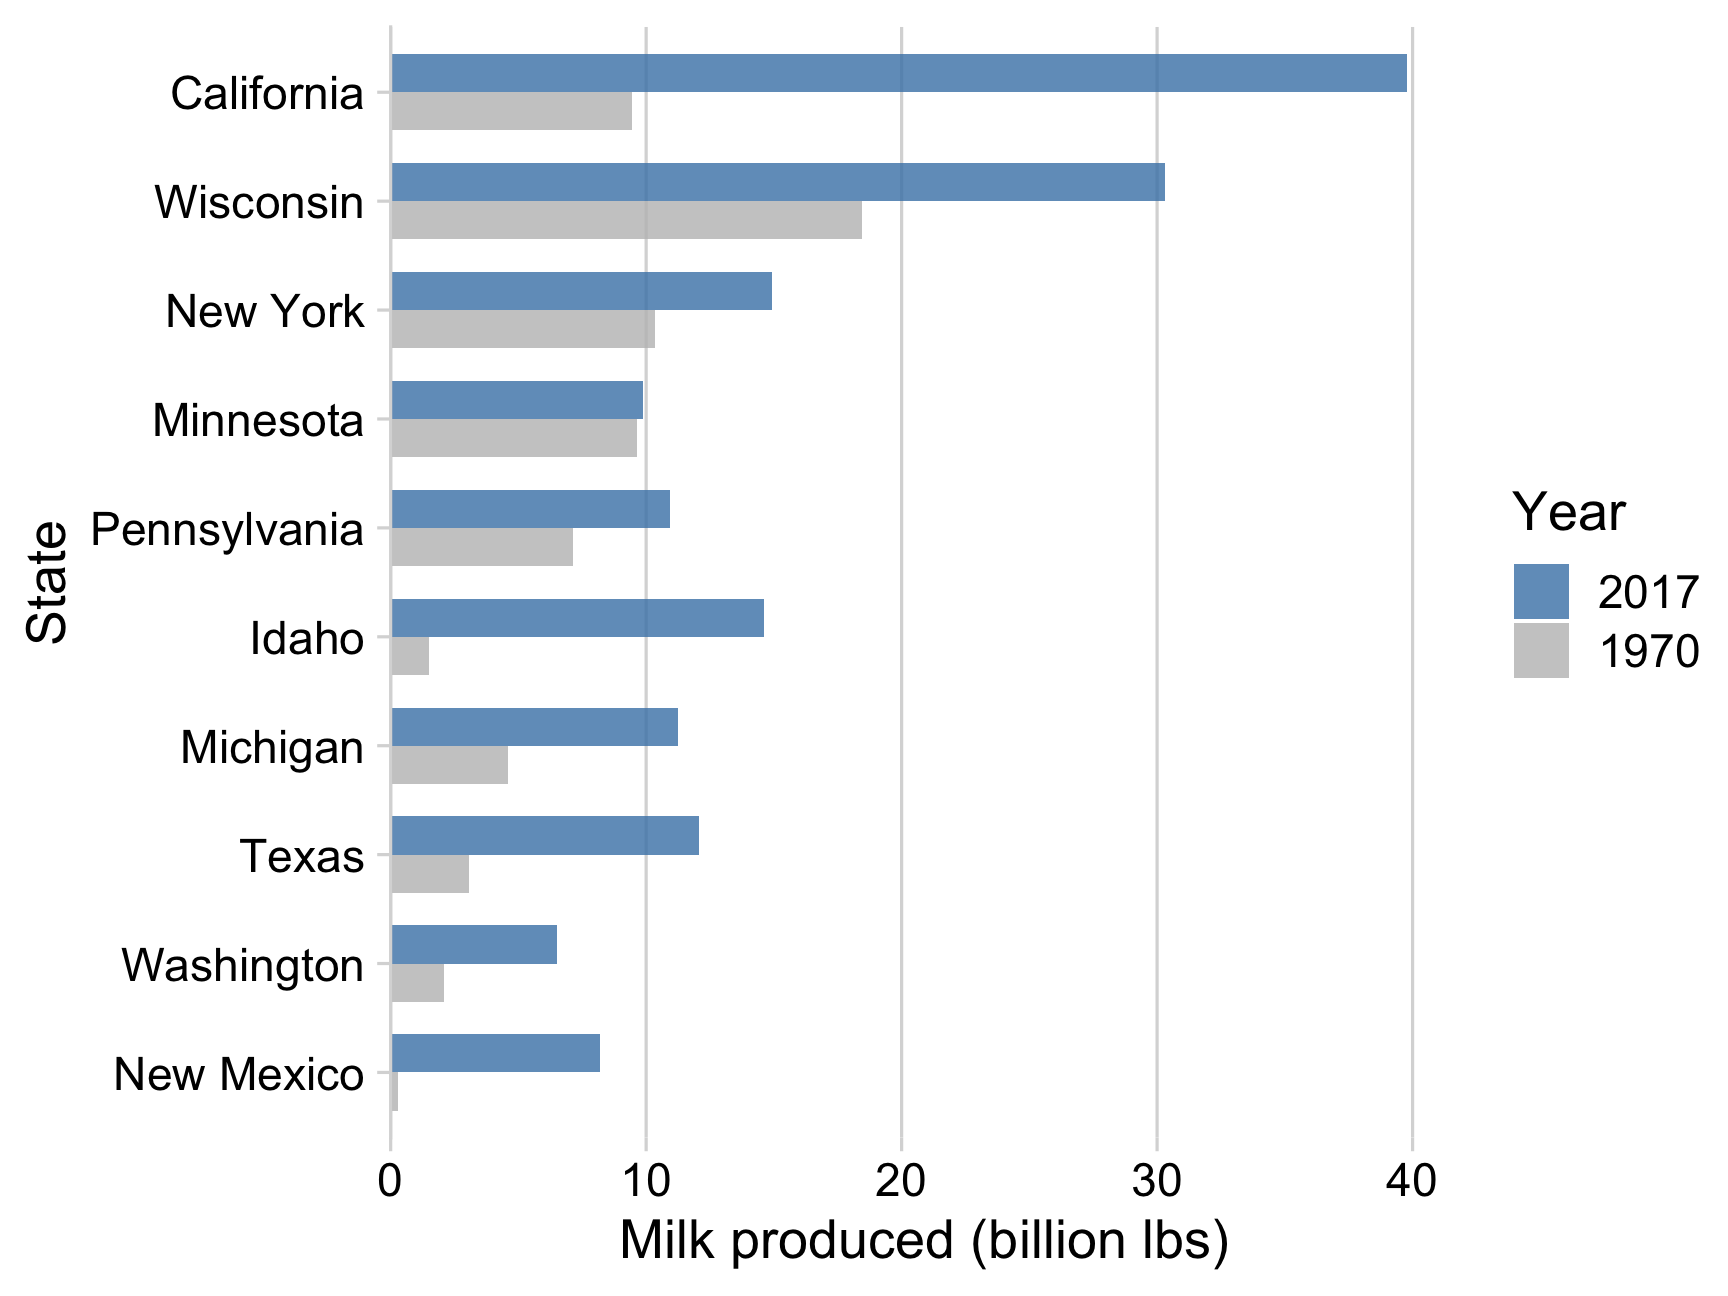 California
Wisconsin
New York
Minnesota
Pennsylvania
Idaho
Michigan
Texas
Washington
New Mexico
State
0 10 20 30 40
Milk produced (billion lbs)
Year
2017
1970